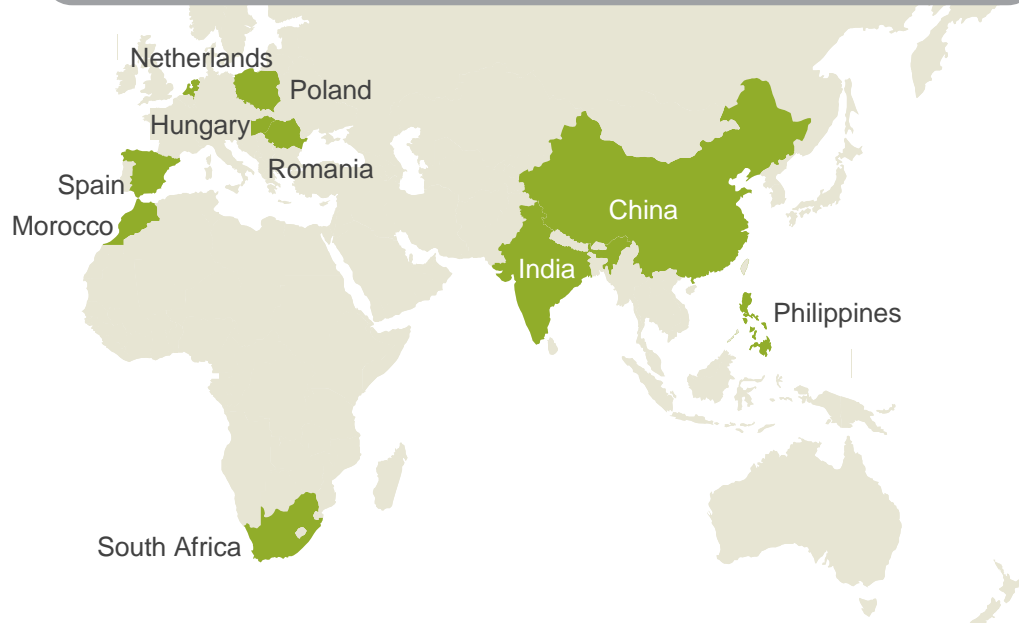 Netherlands
Poland
Hungary
Romania
Spain
Morocco
China
India
Philippines
South Africa